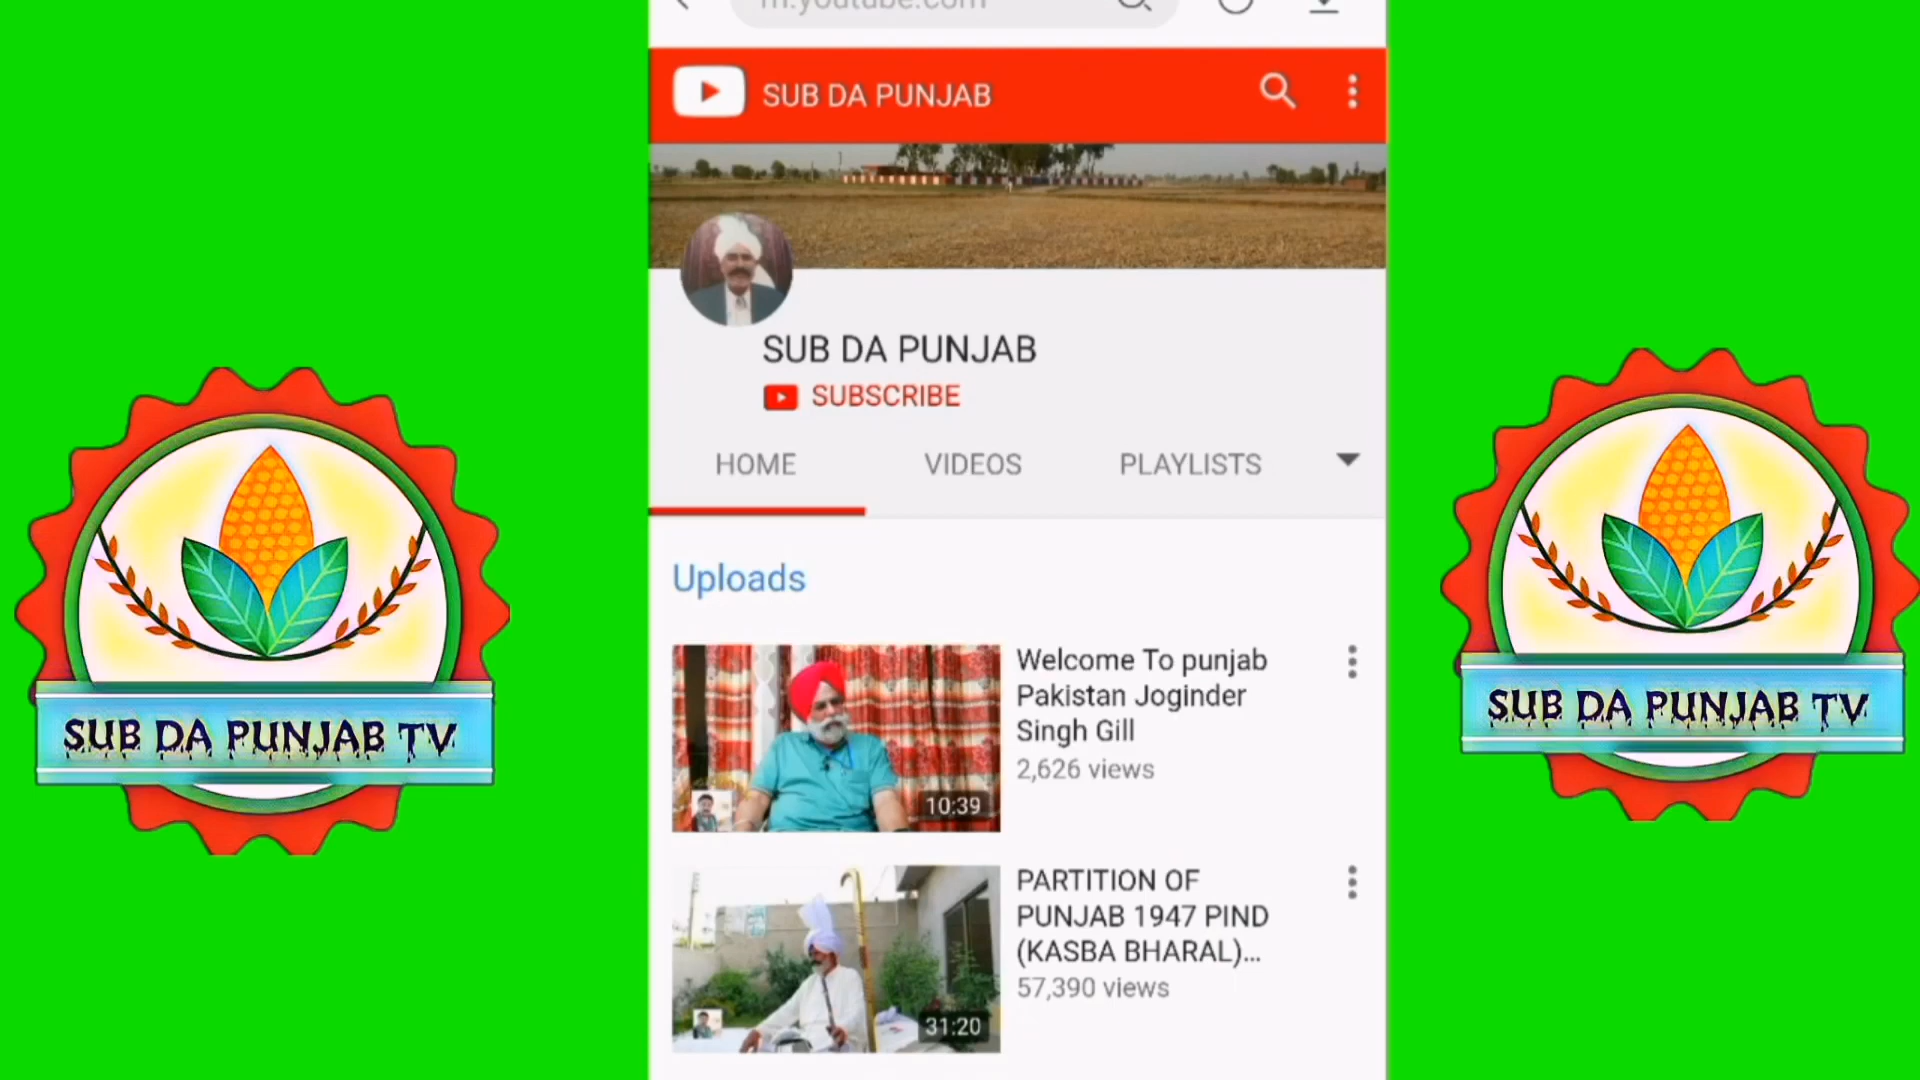 m.youtube.com
SUB DA PUNJAB
SUB DA PUNJAB
SUBSCRIBE
HOME
VIDEOS
PLAYLISTS
Uploads
Welcome To punjab
Pakistan Joginder
Singh Gill
2,626 views
10:39
PARTITION OF
PUNJAB 1947 PIND
(KASBA BHARAL)...
57,390 views
31:20
SUB DA PUNJAB TV
SUB DA PUNJAB TV